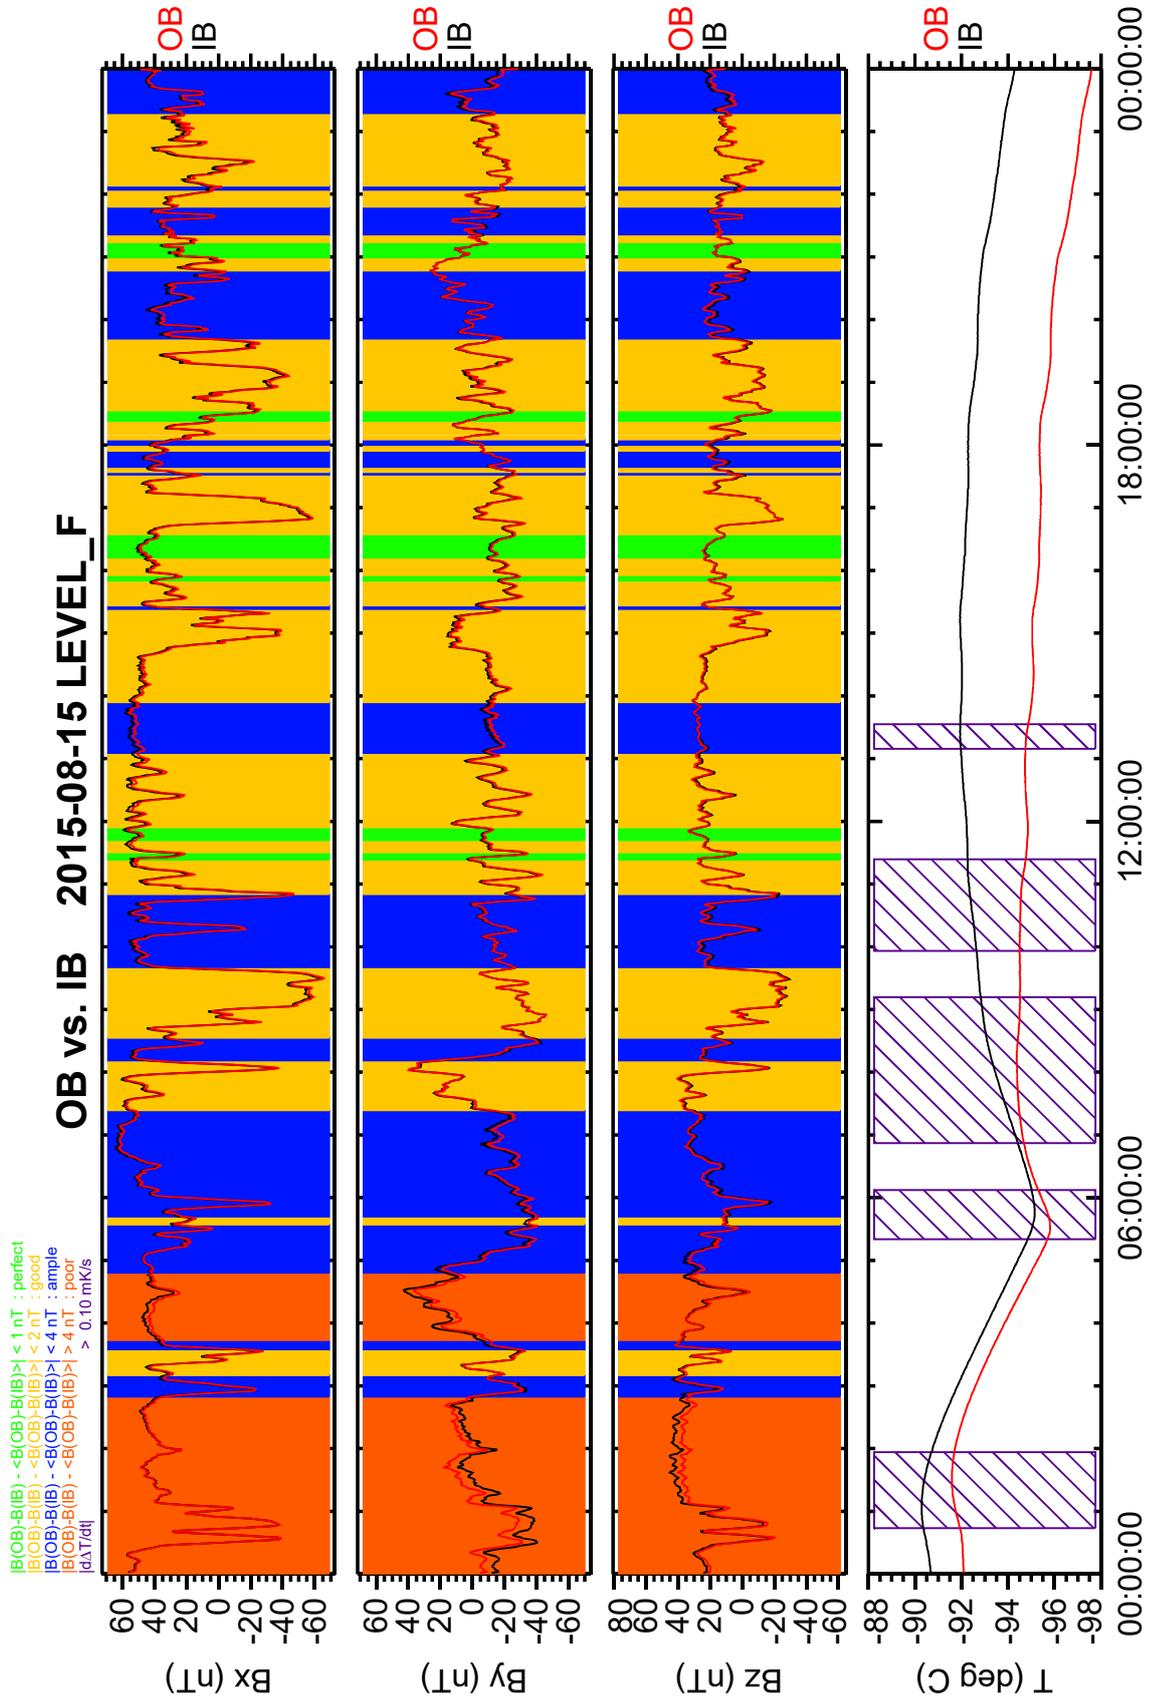 |B(OB)-B(IB) - <B(OB)-B(IB)>| < 1 nT : perfect
|B(OB)-B(IB) - <B(OB)-B(IB)>| < 2 nT : good
|B(OB)-B(IB) - <B(OB)-B(IB)>| < 4 nT : ample
|B(OB)-B(IB) - <B(OB)-B(IB)>| > 4 nT : poor
|dΔT/dt| > 0.10 mK/s
OB vs. IB 2015-08-15 LEVEL_F
Bx (nT)
60
40
20
0
-20
-40
-60
OB
IB
By (nT)
60
40
20
0
-20
-40
-60
OB
IB
Bz (nT)
80
60
40
20
0
-20
-40
-60
OB
IB
T (deg C)
-88
-90
-92
-94
-96
-98
OB
IB
00:00:00 06:00:00 12:00:00 18:00:00 00:00:00